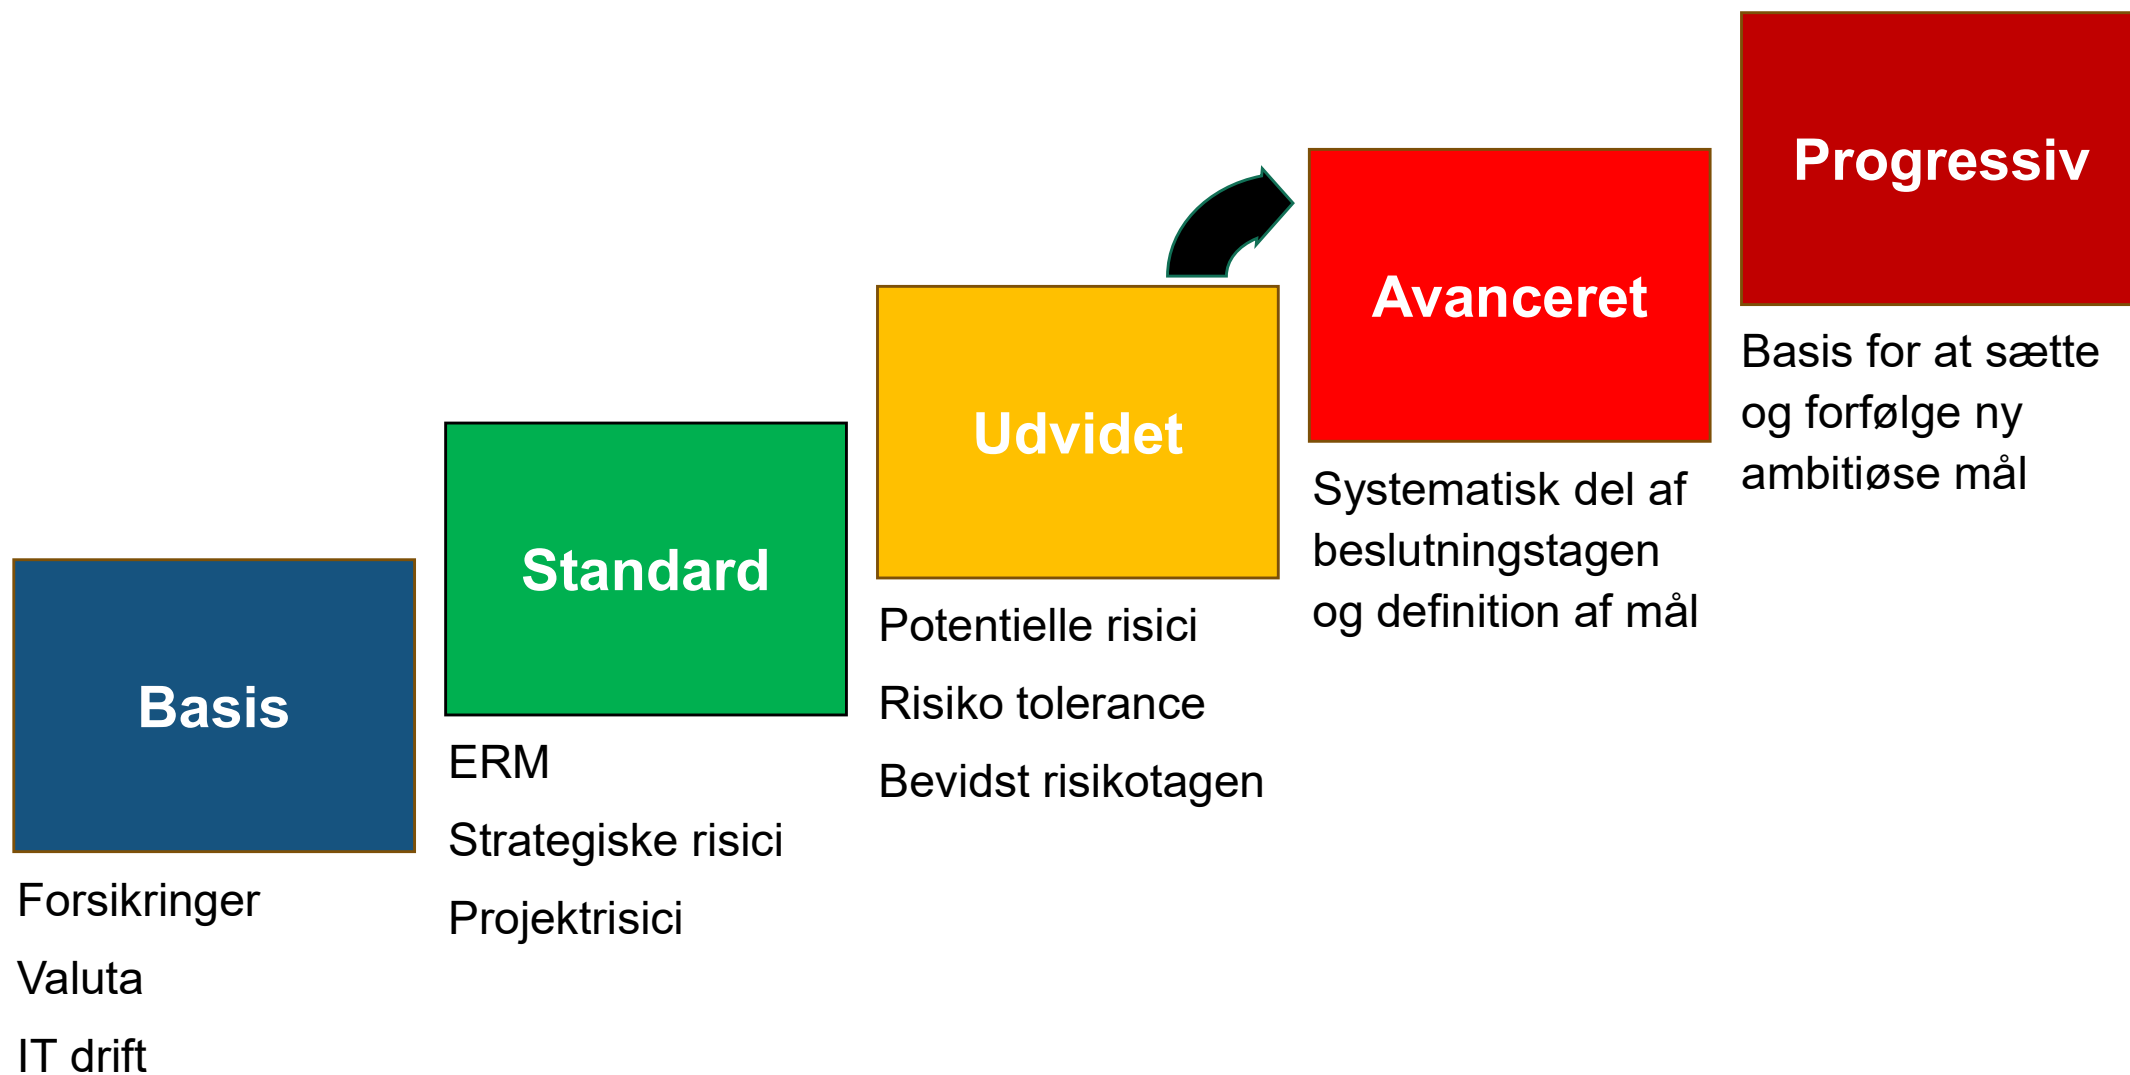 Basis
Forsikringer
Valuta
IT drift
Standard
ERM
Strategiske risici
Projektrisici
Udvidet
Potentielle risici
Risiko tolerance
Bevidst risikotagen
Avanceret
Systematisk del af
beslutningstagen
og definition af mål
Progressiv
Basis for at sætte
og forfølge ny
ambitiøse mål